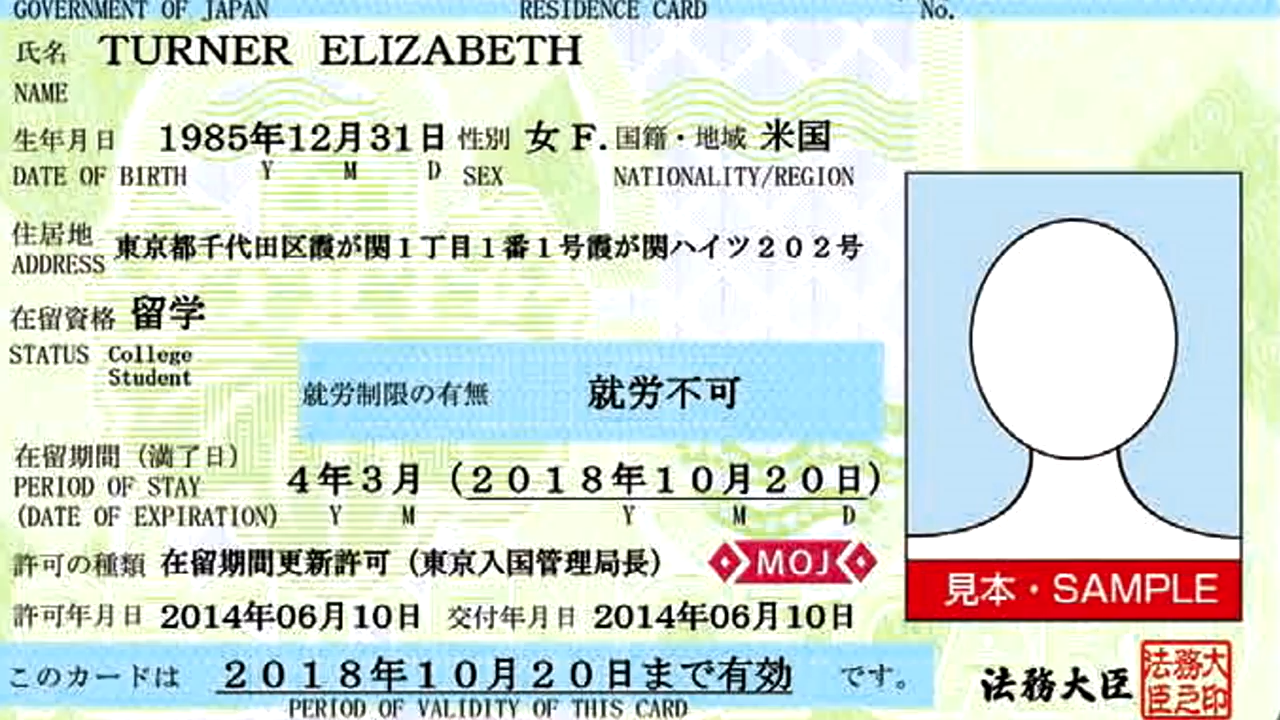 GOVERNMENT OF JAPAN RESIDENCE CARD No.
氏名 TURNER ELIZABETH
NAME
生年月日 1985年12月31日 性別 女 F. 国籍・地域 米国
DATE OF BIRTH Y M D SEX NATIONALITY/REGION
住居地 東京都千代田区霞が関1丁目1番1号霞が関ハイツ202号
ADDRESS
在留資格 留学
STATUS College
Student
就労制限の有無 就労不可
在留期間(満了日)
PERIOD OF STAY 4年3月(2018年10月20日)
(DATE OF EXPIRATION) Y M Y M D
許可の種類 在留期間更新許可(東京入国管理局長) MOJ
見本・SAMPLE
許可年月日 2014年06月10日 交付年月日 2014年06月10日
このカードは 2018年10月20日まで有効 です。
PERIOD OF VALIDITY OF THIS CARD
法務大臣 法務大臣之印